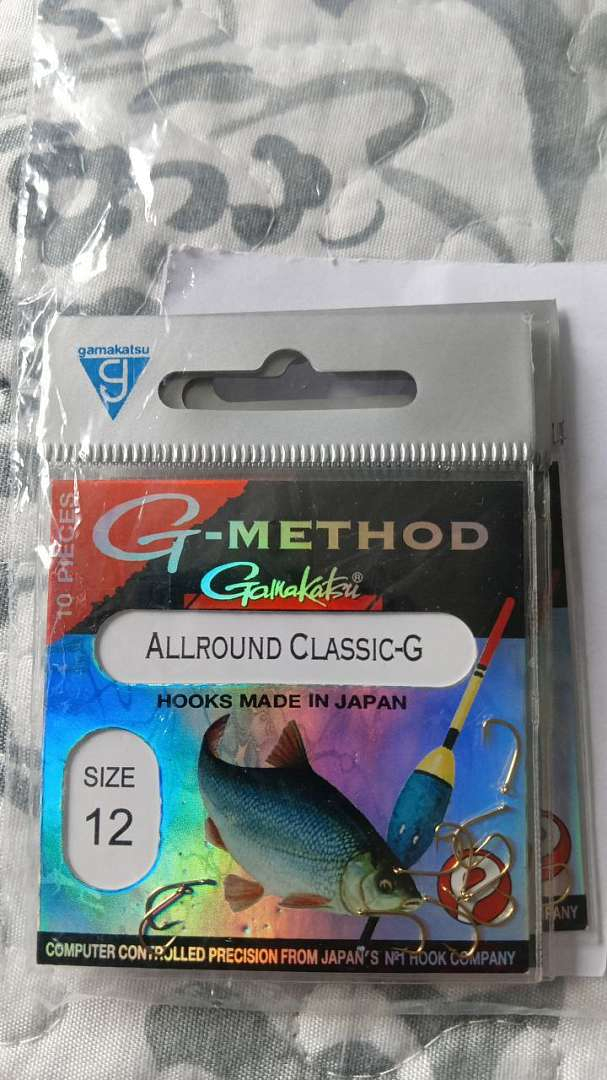 gamakatsu
g
10 PIECES
G-METHOD
Gamakatsu®
ALLROUND CLASSIC-G
HOOKS MADE IN JAPAN
SIZE
12
COMPUTER CONTROLLED PRECISION FROM JAPAN'S Nº1 HOOK COMPANY
PANY